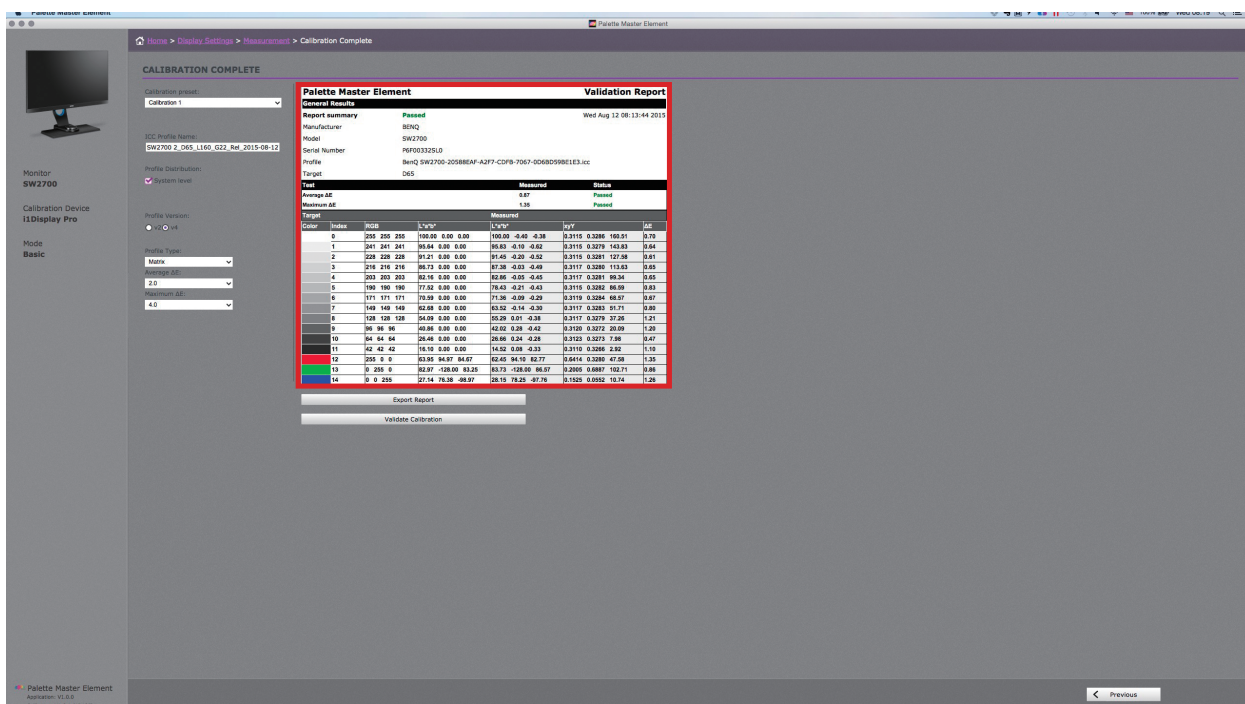 Palette Master Element
100%
Wed 08:19
Palette Master Element
Home > Display Settings > Measurement > Calibration Complete
CALIBRATION COMPLETE
Calibration preset:
Calibration 1
ICC Profile Name:
SW2700 2_D65_L160_G22_Rel_2015-08-12
Profile Distribution:
System level
Profile Version:
v2 v4
Profile Type:
Matrix
Average ΔE:
2.0
Maximum ΔE:
4.0
Monitor
SW2700
Calibration Device
i1Display Pro
Mode
Basic
Palette Master Element Validation Report
General Results
Report summary Passed Wed Aug 12 08:13:44 2015
Manufacturer BENQ
Model SW2700
Serial Number P6F00332SL0
Profile BenQ SW2700-20588EAF-A2F7-CDFB-7067-0D6BD59BE1E3.icc
Target D65
Test Measured Status
Average ΔE 0.87 Passed
Maximum ΔE 1.35 Passed
Target Measured
Color Index RGB L*a*b* L*a*b* xyY ΔE
0 255 255 255 100.00 0.00 0.00 100.00 -0.40 -0.38 0.3115 0.3286 160.51 0.70
1 241 241 241 95.64 0.00 0.00 95.83 -0.10 -0.62 0.3115 0.3279 143.83 0.64
2 228 228 228 91.21 0.00 0.00 91.45 -0.20 -0.52 0.3115 0.3281 127.58 0.61
3 216 216 216 86.73 0.00 0.00 87.38 -0.03 -0.49 0.3117 0.3280 113.63 0.65
4 203 203 203 82.16 0.00 0.00 82.86 -0.05 -0.45 0.3117 0.3281 99.34 0.65
5 190 190 190 77.52 0.00 0.00 78.43 -0.21 -0.43 0.3115 0.3282 86.59 0.83
6 171 171 171 70.59 0.00 0.00 71.36 -0.09 -0.29 0.3119 0.3284 68.57 0.67
7 149 149 149 62.68 0.00 0.00 63.52 -0.14 -0.30 0.3117 0.3283 51.71 0.80
8 128 128 128 54.09 0.00 0.00 55.29 0.01 -0.38 0.3117 0.3279 37.26 1.21
9 96 96 96 40.86 0.00 0.00 42.02 0.28 -0.42 0.3120 0.3272 20.09 1.20
10 64 64 64 26.46 0.00 0.00 26.66 0.24 -0.28 0.3123 0.3273 7.98 0.47
11 42 42 42 16.10 0.00 0.00 14.52 0.08 -0.33 0.3110 0.3266 2.92 1.10
12 255 0 0 63.95 94.97 84.67 62.45 94.10 82.77 0.6414 0.3280 47.58 1.35
13 0 255 0 82.97 -128.00 83.25 83.73 -128.00 86.57 0.2005 0.6887 102.71 0.86
14 0 0 255 27.14 76.38 -98.97 28.15 78.25 -97.76 0.1525 0.0552 10.74 1.26
Export Report
Validate Calibration
Palette Master Element
Application: V1.0.0
Previous